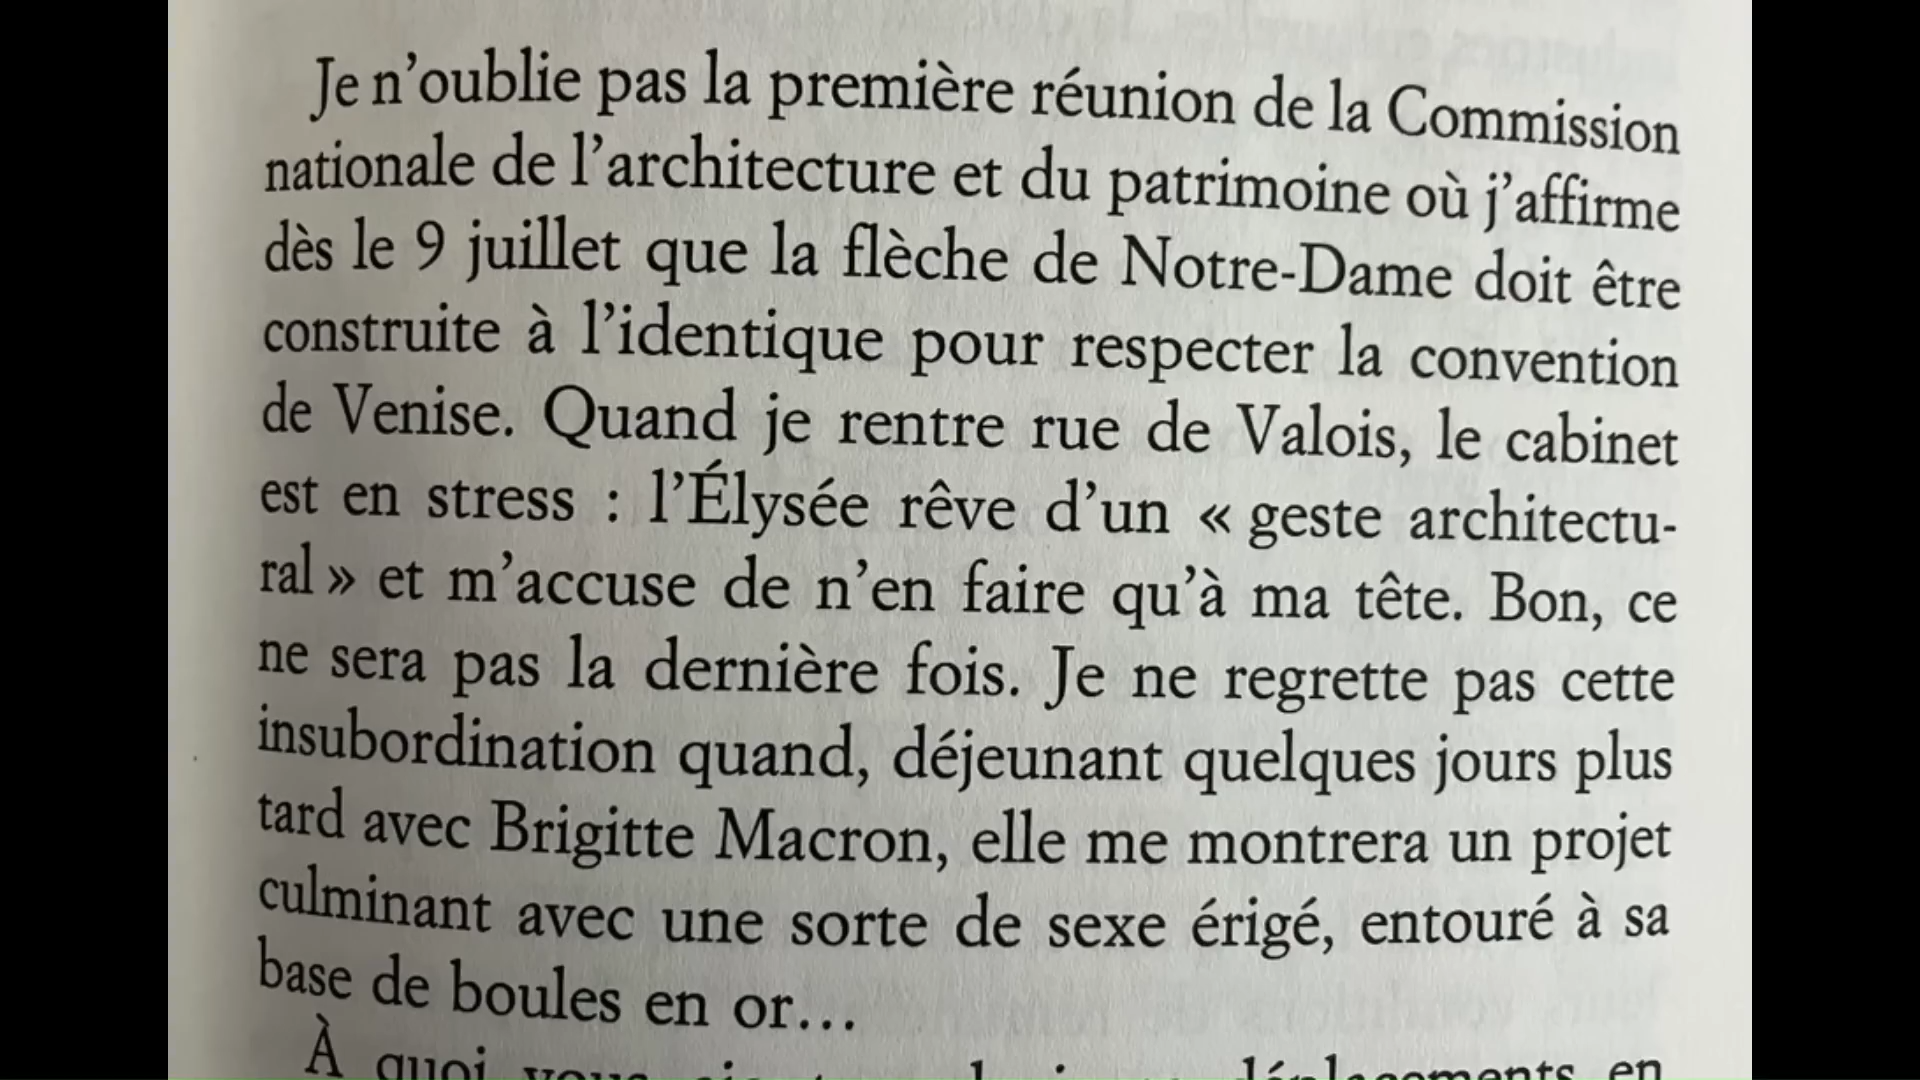 Je n’oublie pas la première réunion de la Commission
nationale de l’architecture et du patrimoine où j’affirme
dès le 9 juillet que la flèche de Notre-Dame doit être
construite à l’identique pour respecter la convention
de Venise. Quand je rentre rue de Valois, le cabinet
est en stress : l’Élysée rêve d’un « geste architectu-
ral » et m’accuse de n’en faire qu’à ma tête. Bon, ce
ne sera pas la dernière fois. Je ne regrette pas cette
insubordination quand, déjeunant quelques jours plus
tard avec Brigitte Macron, elle me montrera un projet
culminant avec une sorte de sexe érigé, entouré à sa
base de boules en or...
À quoi vous en